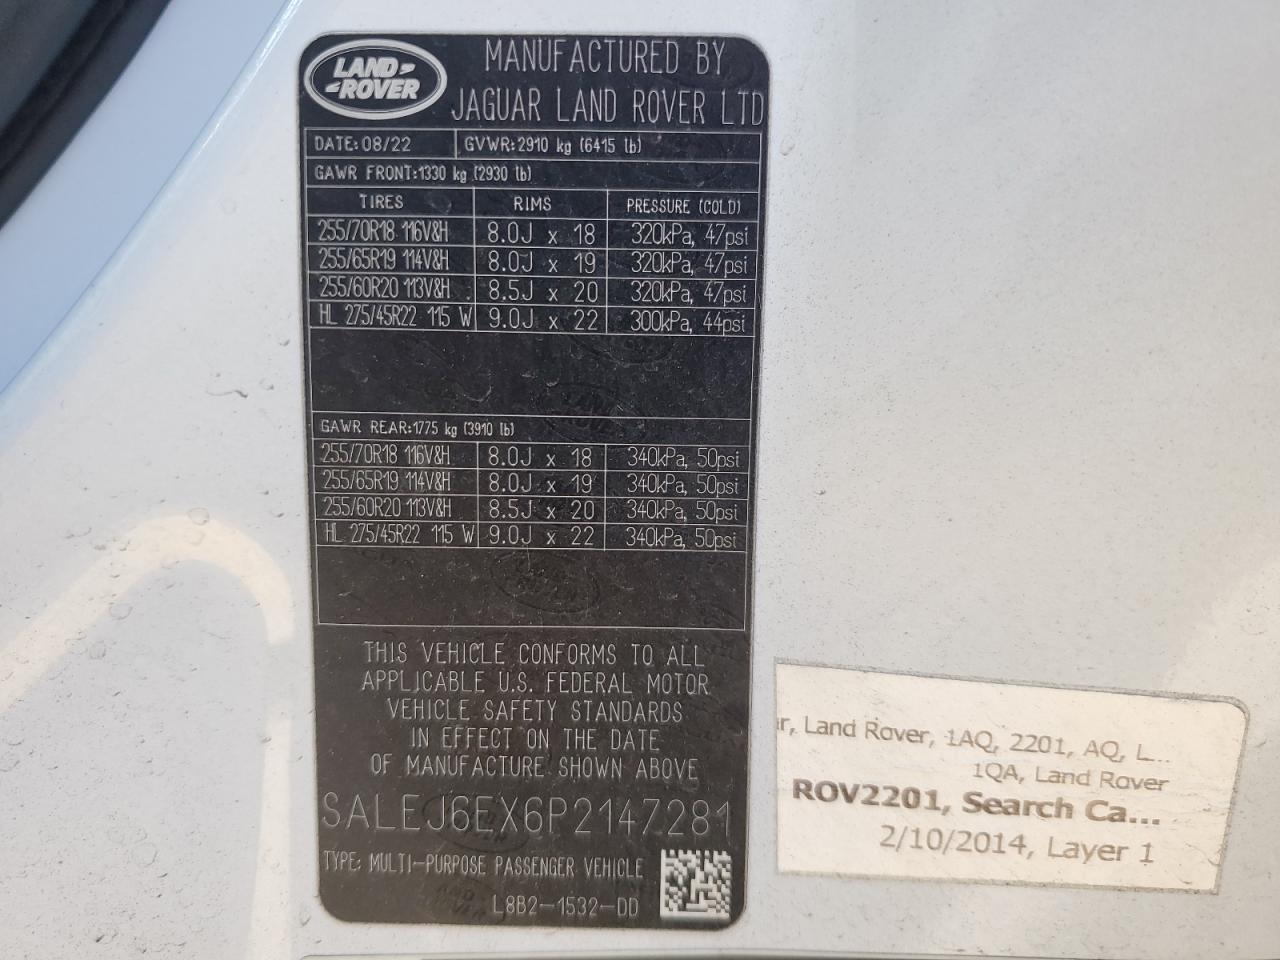 LAND
ROVER
MANUFACTURED BY
JAGUAR LAND ROVER LTD
DATE: 08/22 GVWR: 2910 kg (6415 lb)
GAWR FRONT: 1330 kg (2930 lb)
TIRES RIMS PRESSURE (COLD)
255/70R18 116V&H 8.0J x 18 320kPa, 47psi
255/65R19 114V&H 8.0J x 19 320kPa, 47psi
255/60R20 113V&H 8.5J x 20 320kPa, 47psi
HL 275/45R22 115 W 9.0J x 22 300kPa, 44psi
GAWR REAR: 1775 kg (3910 lb)
255/70R18 116V&H 8.0J x 18 340kPa, 50psi
255/65R19 114V&H 8.0J x 19 340kPa, 50psi
255/60R20 113V&H 8.5J x 20 340kPa, 50psi
HL 275/45R22 115 W 9.0J x 22 340kPa, 50psi
THIS VEHICLE CONFORMS TO ALL
APPLICABLE U.S. FEDERAL MOTOR
VEHICLE SAFETY STANDARDS
IN EFFECT ON THE DATE
OF MANUFACTURE SHOWN ABOVE
SALEJ6EX6P2147281
TYPE: MULTI-PURPOSE PASSENGER VEHICLE
L8B2-1532-DD
r, Land Rover, 1AQ, 2201, AQ, L...
1QA, Land Rover
ROV2201, Search Ca...
2/10/2014, Layer 1